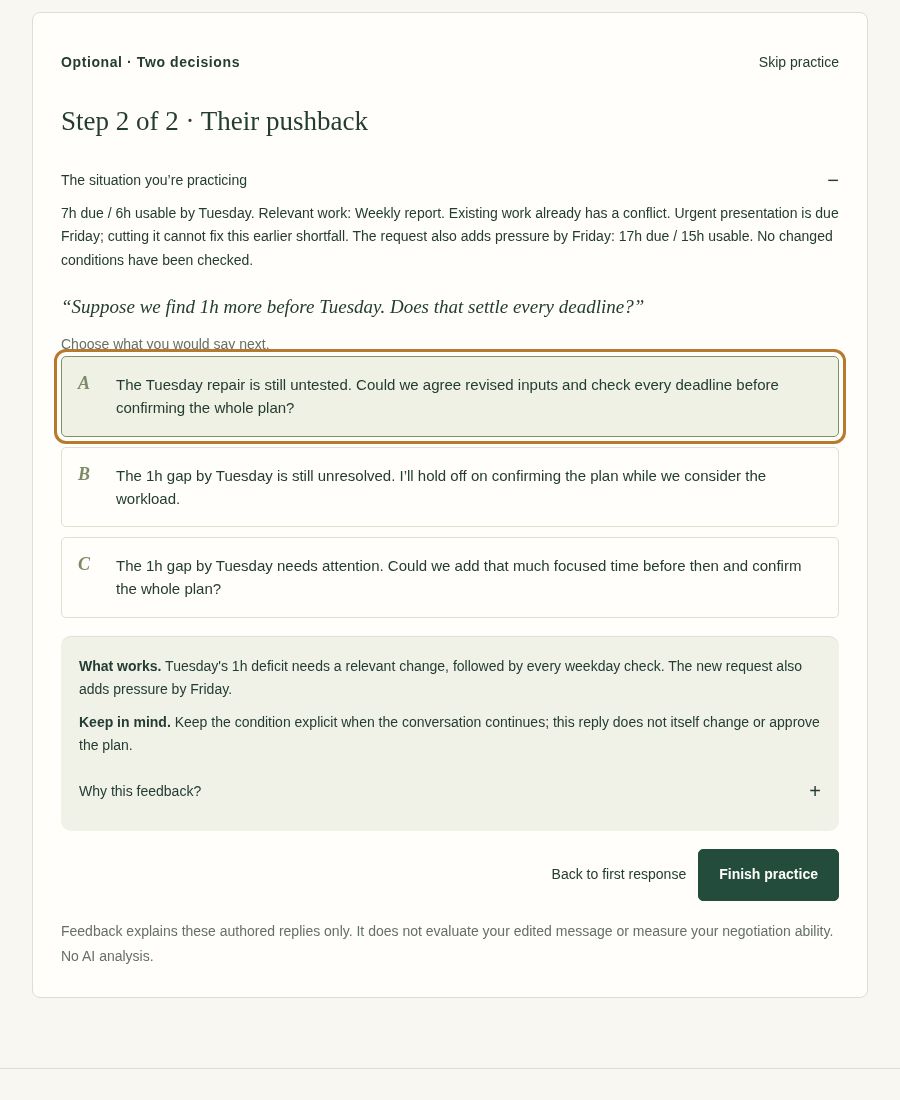 Optional · Two decisions
Skip practice
Step 2 of 2 · Their pushback
The situation you’re practicing
−
7h due / 6h usable by Tuesday. Relevant work: Weekly report. Existing work already has a conflict. Urgent presentation is due
Friday; cutting it cannot fix this earlier shortfall. The request also adds pressure by Friday: 17h due / 15h usable. No changed
conditions have been checked.
“Suppose we find 1h more before Tuesday. Does that settle every deadline?”
Choose what you would say next.
A
The Tuesday repair is still untested. Could we agree revised inputs and check every deadline before
confirming the whole plan?
B
The 1h gap by Tuesday is still unresolved. I’ll hold off on confirming the plan while we consider the
workload.
C
The 1h gap by Tuesday needs attention. Could we add that much focused time before then and confirm
the whole plan?
What works. Tuesday's 1h deficit needs a relevant change, followed by every weekday check. The new request also
adds pressure by Friday.
Keep in mind. Keep the condition explicit when the conversation continues; this reply does not itself change or approve
the plan.
Why this feedback?
+
Back to first response
Finish practice
Feedback explains these authored replies only. It does not evaluate your edited message or measure your negotiation ability.
No AI analysis.